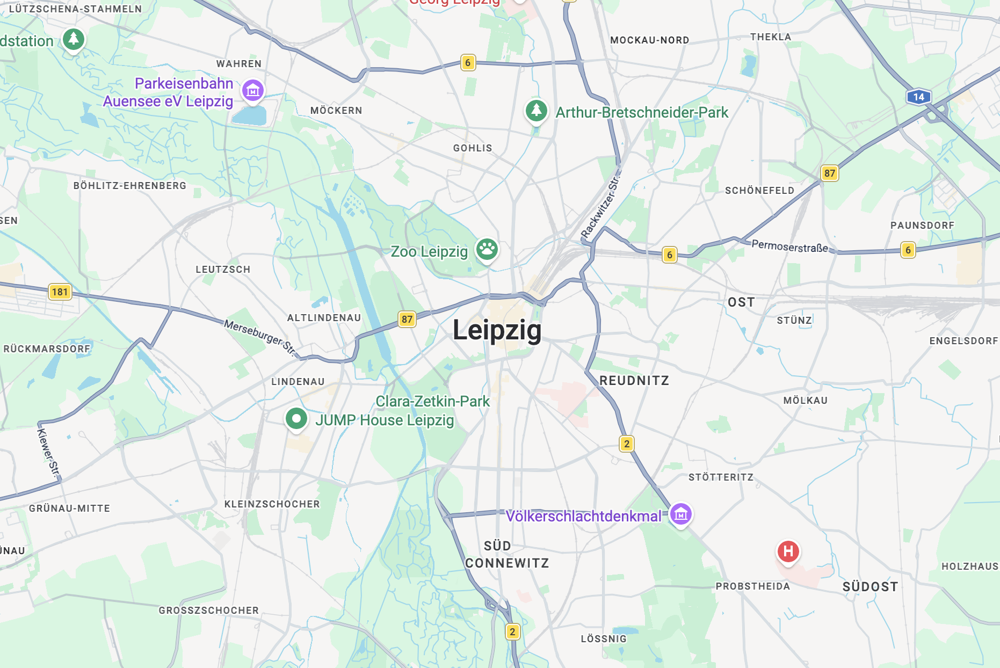 Georg Leipzig
LÜTZSCHENA-STAHMELN
dstation
MOCKAU-NORD
THEKLA
WAHREN
6
Parkeisenbahn
Auensee eV Leipzig
14
MÖCKERN
Arthur-Bretschneider-Park
GOHLIS
87
BÖHLITZ-EHRENBERG
SCHÖNEFELD
Rackwitzer Str.
SEN
PAUNSDORF
Zoo Leipzig
Permoserstraße
6
6
LEUTZSCH
181
OST
ALTLINDENAU
87
STÜNZ
Merseburger Str.
Leipzig
ENGELSDORF
RÜCKMARSDORF
LINDENAU
REUDNITZ
Clara-Zetkin-Park
MÖLKAU
JUMP House Leipzig
Kiewer Str.
2
STÖTTERITZ
KLEINZSCHOCHER
GRÜNAU-MITTE
Völkerschlachtdenkmal
SÜD
ÜNAU
H
CONNEWITZ
HOLZHAUS
PROBSTHEIDA
SÜDOST
GROSSZSCHOCHER
2
LÖSSNIG